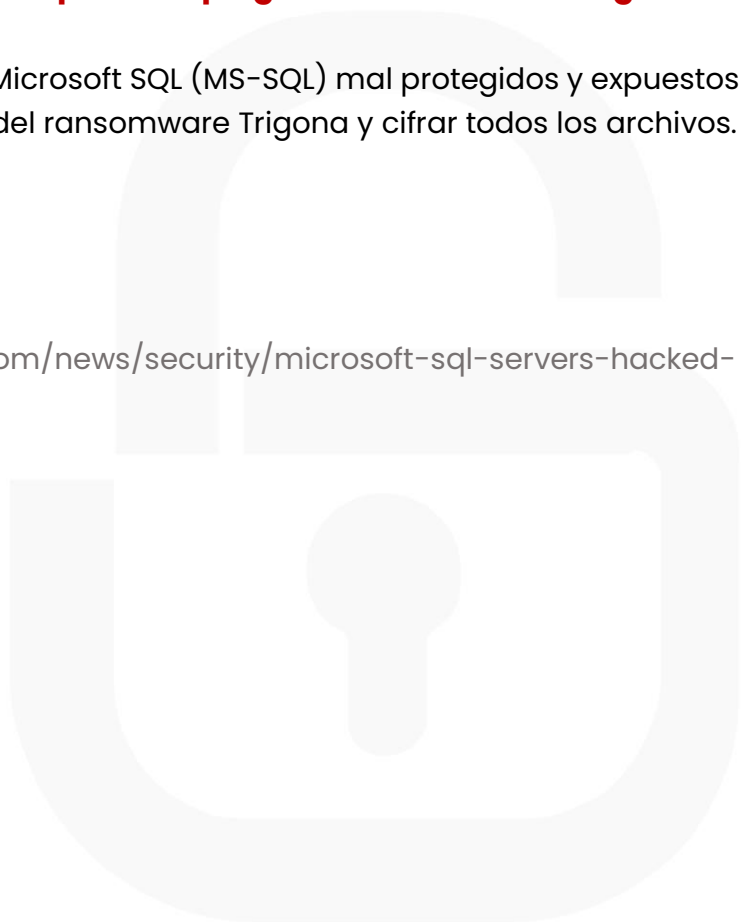 Microsoft SQL (MS-SQL) mal protegidos y expuestos
del ransomware Trigona y cifrar todos los archivos.
om/news/security/microsoft-sql-servers-hacked-